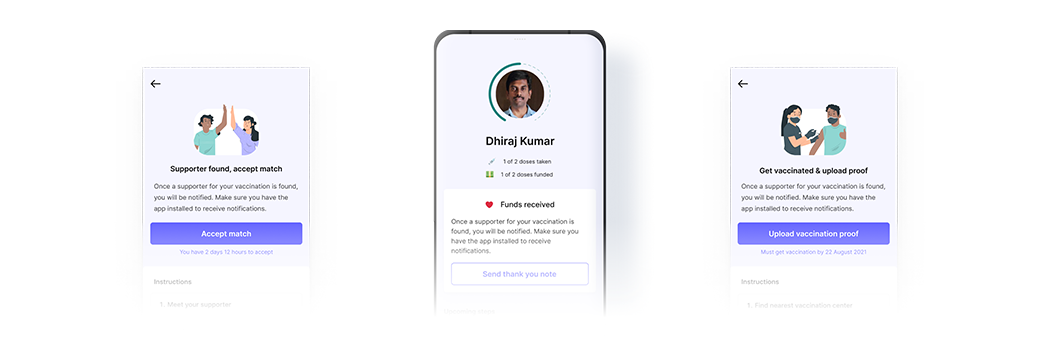 Supporter found, accept match
Once a supporter for your vaccination is found,
you will be notified. Make sure you have the
app installed to receive notifications.
Accept match
You have 2 days 12 hours to accept
Instructions
1. Meet your supporter
Dhiraj Kumar
1 of 2 doses taken
1 of 2 doses funded
Funds received
Once a supporter for your vaccination is
found, you will be notified. Make sure you
have the app installed to receive
notifications.
Send thank you note
Get vaccinated & upload proof
Once a supporter for your vaccination is found,
you will be notified. Make sure you have the
app installed to receive notifications.
Upload vaccination proof
Must get vaccination by 22 August 2021
Instructions
1. Find nearest vaccination center